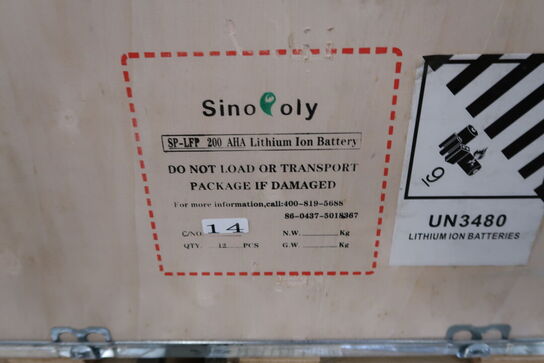 SinoPoly
SP-LFP 200 AHA Lithium Ion Battery
DO NOT LOAD OR TRANSPORT
PACKAGE IF DAMAGED
For more information,call:400-819-5688
86-0437-5018367
C/NO. 14 N.W. ______ Kg
QTY. 12 PCS G.W. ______ Kg
9
UN3480
LITHIUM ION BATTERIES